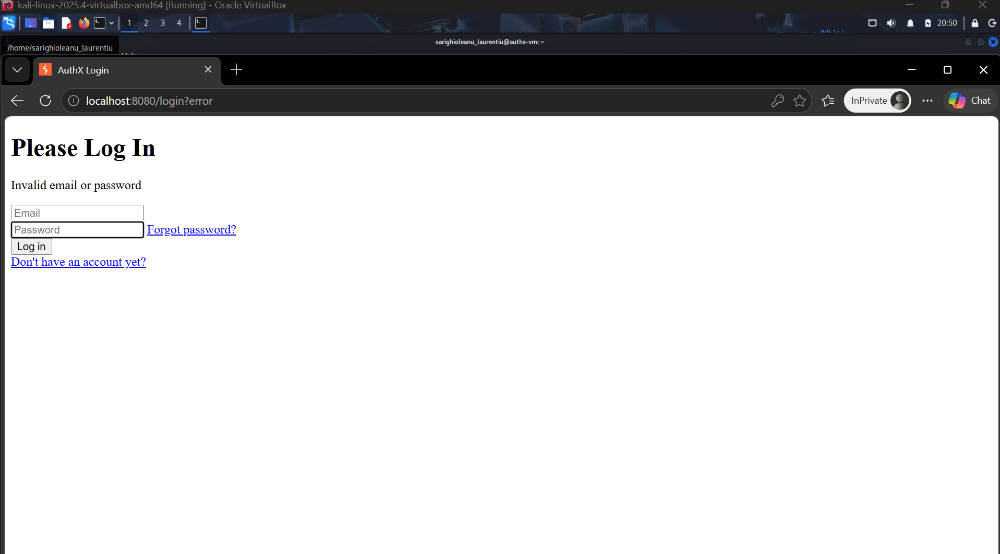 kali-linux-2025.4-virtualbox-amd64 [Running] - Oracle VirtualBox
1 2 3 4 20:50
sarighioleanu_laurentiu@authx-vm: ~
/home/sarighioleanu_laurentiu
AuthX Login
localhost:8080/login?error InPrivate Chat
Please Log In
Invalid email or password
Email
Password Forgot password?
Log in
Don't have an account yet?